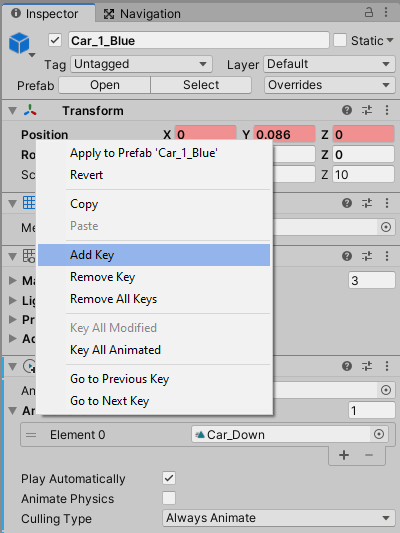 Inspector Navigation
Car_1_Blue Static
Tag Untagged Layer Default
Prefab Open Select Overrides
Transform
Position X 0 Y 0.086 Z 0
Ro Z 0
Sc Z 10
Apply to Prefab 'Car_1_Blue'
Revert
Copy
Paste
Add Key
Remove Key
Remove All Keys
Key All Modified
Key All Animated
Go to Previous Key
Go to Next Key
Me
Ma 3
Lig
Pr
Ad
An
An 1
Element 0 Car_Down
+ −
Play Automatically
Animate Physics
Culling Type Always Animate